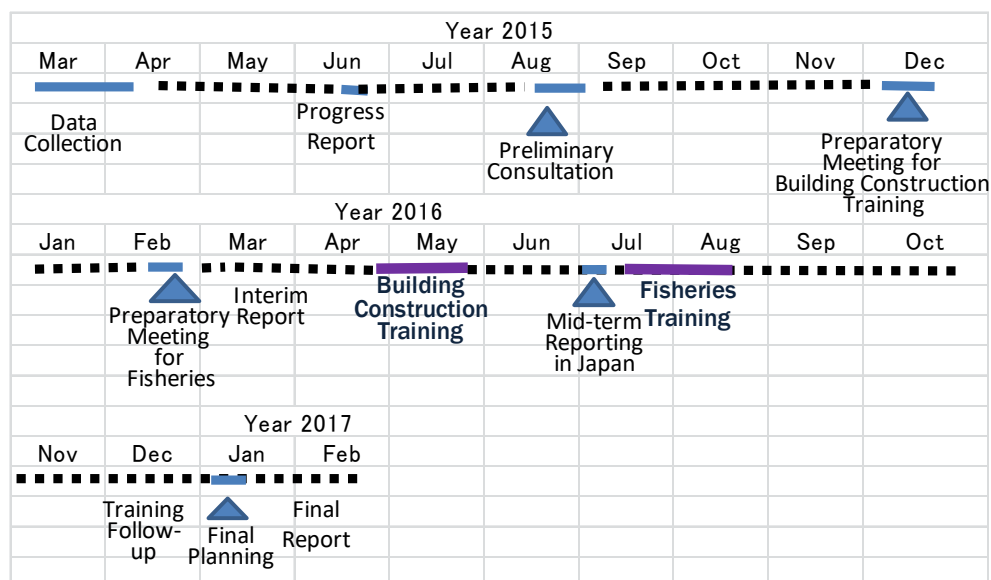 Year 2015
Mar Apr May Jun Jul Aug Sep Oct Nov Dec
Data
Collection
Progress
Report
Preliminary
Consultation
Preparatory
Meeting for
Building Construction
Training
Year 2016
Jan Feb Mar Apr May Jun Jul Aug Sep Oct
Preparatory
Meeting
for
Fisheries
Interim
Report
Building
Construction
Training
Mid-term
Reporting
in Japan
Fisheries
Training
Year 2017
Nov Dec Jan Feb
Training
Follow-
up
Final
Planning
Final
Report